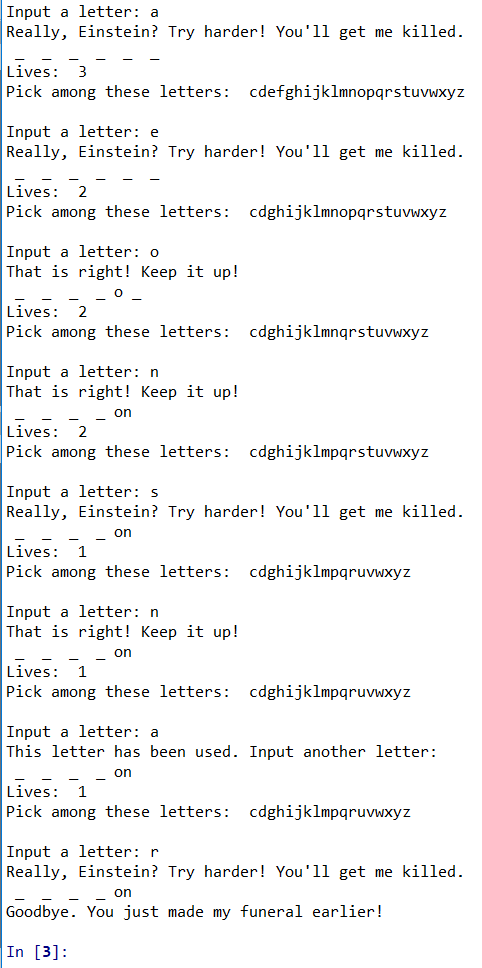 Input a letter: a
Really, Einstein? Try harder! You'll get me killed.
_ _ _ _ _ _
Lives: 3
Pick among these letters: cdefghijklmnopqrstuvwxyz
Input a letter: e
Really, Einstein? Try harder! You'll get me killed.
_ _ _ _ _ _
Lives: 2
Pick among these letters: cdghijklmnopqrstuvwxyz
Input a letter: o
That is right! Keep it up!
_ _ _ _ o _
Lives: 2
Pick among these letters: cdghijklmnqrstuvwxyz
Input a letter: n
That is right! Keep it up!
_ _ _ _ on
Lives: 2
Pick among these letters: cdghijklmpqrstuvwxyz
Input a letter: s
Really, Einstein? Try harder! You'll get me killed.
_ _ _ _ on
Lives: 1
Pick among these letters: cdghijklmpqruvwxyz
Input a letter: n
That is right! Keep it up!
_ _ _ _ on
Lives: 1
Pick among these letters: cdghijklmpqruvwxyz
Input a letter: a
This letter has been used. Input another letter:
_ _ _ _ on
Lives: 1
Pick among these letters: cdghijklmpqruvwxyz
Input a letter: r
Really, Einstein? Try harder! You'll get me killed.
_ _ _ _ on
Goodbye. You just made my funeral earlier!
In [3]: